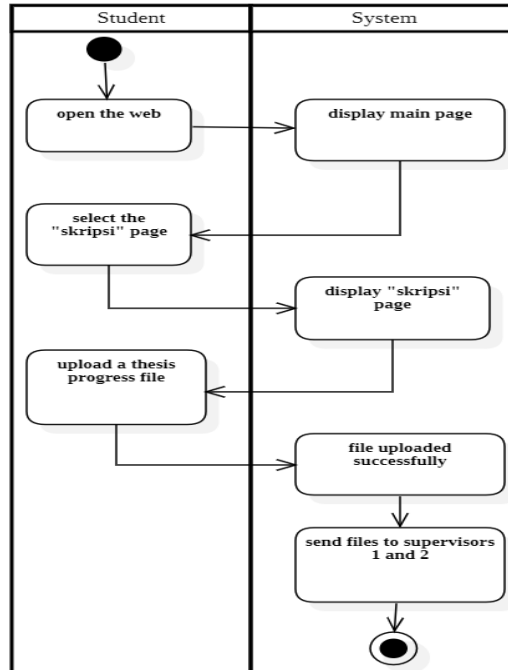 Student
System
open the web
display main page
select the
"skripsi" page
display "skripsi"
page
upload a thesis
progress file
file uploaded
successfully
send files to supervisors
1 and 2